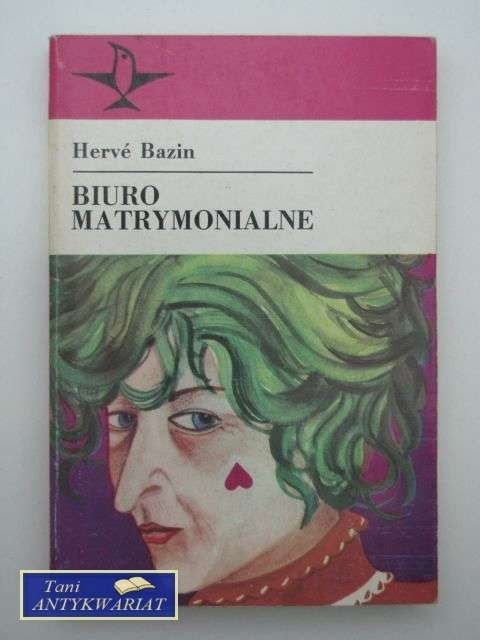 Hervé Bazin
BIURO
MATRYMONIALNE
Tani
ANTYKWARIAT